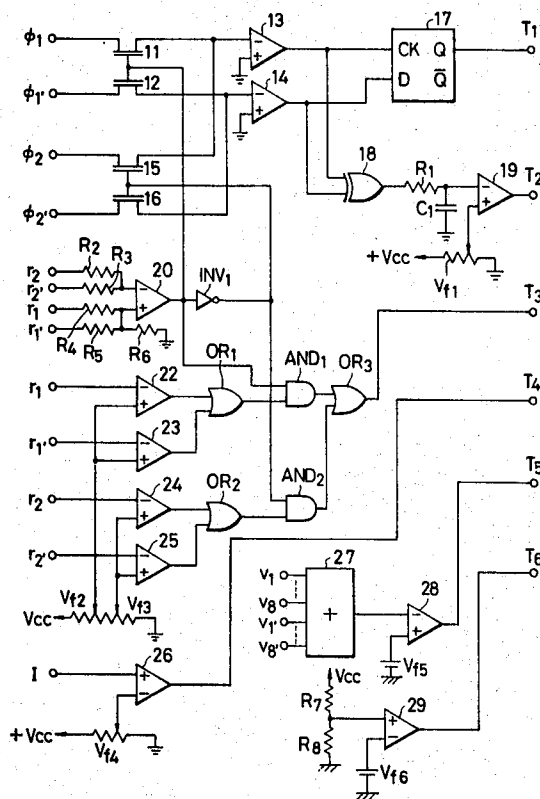 ϕ1 11 13 17 T1
− + CK Q
ϕ1' 12 14 D Q̄
− +
ϕ2 15 18 R1 19 T2
ϕ2' 16 C1 − +
+Vcc Vf1
r2 R2 20 INV1 T3
r2' R3 −
r1 R4 +
r1' R5 R6 OR1 AND1 OR3 T4
r1 22 − +
r1' 23 − + AND2 T5
r2 24 − + OR2
r2' 25 − + T6
Vcc Vf2 Vf3
27 28
V1
V8 + − +
V1'
V8' Vf5
I 26 + − Vcc
R7 29
+Vcc Vf4 R8 + −
Vf6